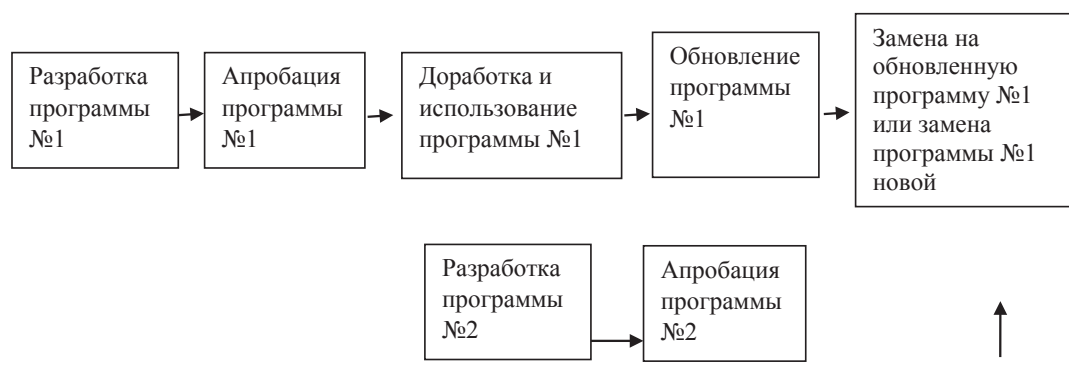 Разработка
программы
№1
Апробация
программы
№1
Доработка и
использование
программы №1
Обновление
программы
№1
Замена на
обновленную
программу №1
или замена
программы №1
новой
Разработка
программы
№2
Апробация
программы
№2